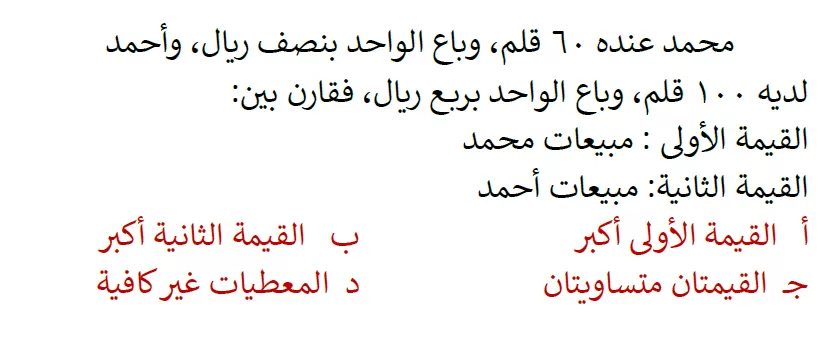 محمد عنده ٦٠ قلم، وباع الواحد بنصف ريال، وأحمد
لديه ١٠٠ قلم، وباع الواحد بربع ريال، فقارن بين:
القيمة الأولى : مبيعات محمد
القيمة الثانية: مبيعات أحمد
أ القيمة الأولى أكبر ب القيمة الثانية أكبر
جـ القيمتان متساويتان د المعطيات غير كافية